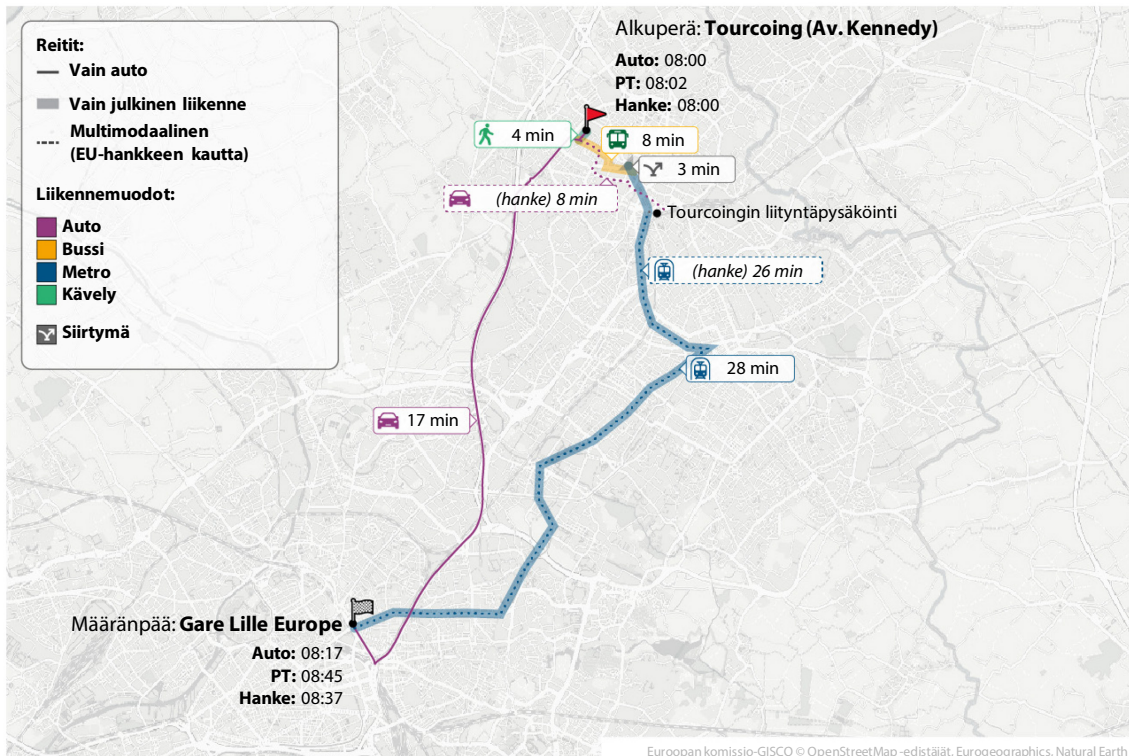 Reitit:
Vain auto
Vain julkinen liikenne
Multimodaalinen
(EU-hankkeen kautta)
Liikennemuodot:
Auto
Bussi
Metro
Kävely
Siirtymä
Alkuperä: Tourcoing (Av. Kennedy)
Auto: 08:00
PT: 08:02
Hanke: 08:00
4 min
8 min
3 min
(hanke) 8 min
Tourcoingin liityntäpysäköinti
(hanke) 26 min
28 min
17 min
Määränpää: Gare Lille Europe
Auto: 08:17
PT: 08:45
Hanke: 08:37
Euroopan komissio-GISCO © OpenStreetMap -edistäjät, Eurogeographics, Natural Earth